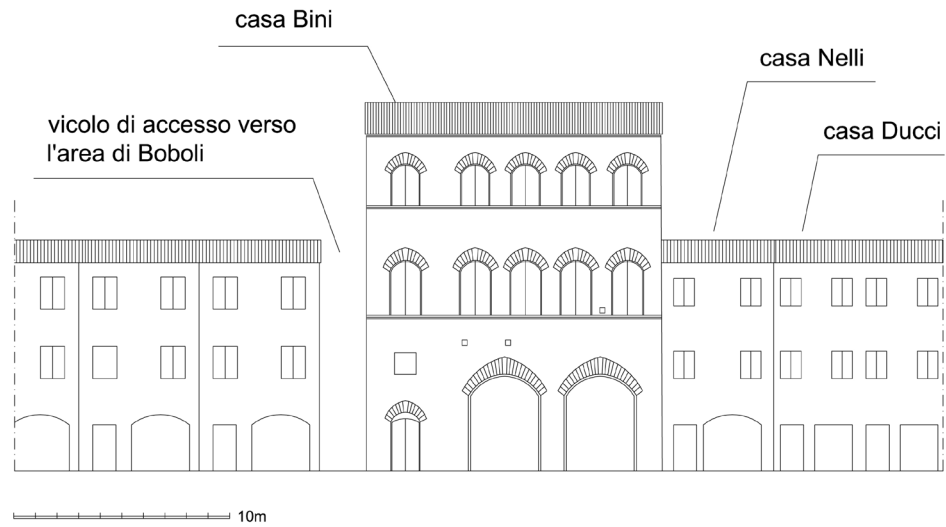 casa Bini
casa Nelli
vicolo di accesso verso
l'area di Boboli
casa Ducci
10m